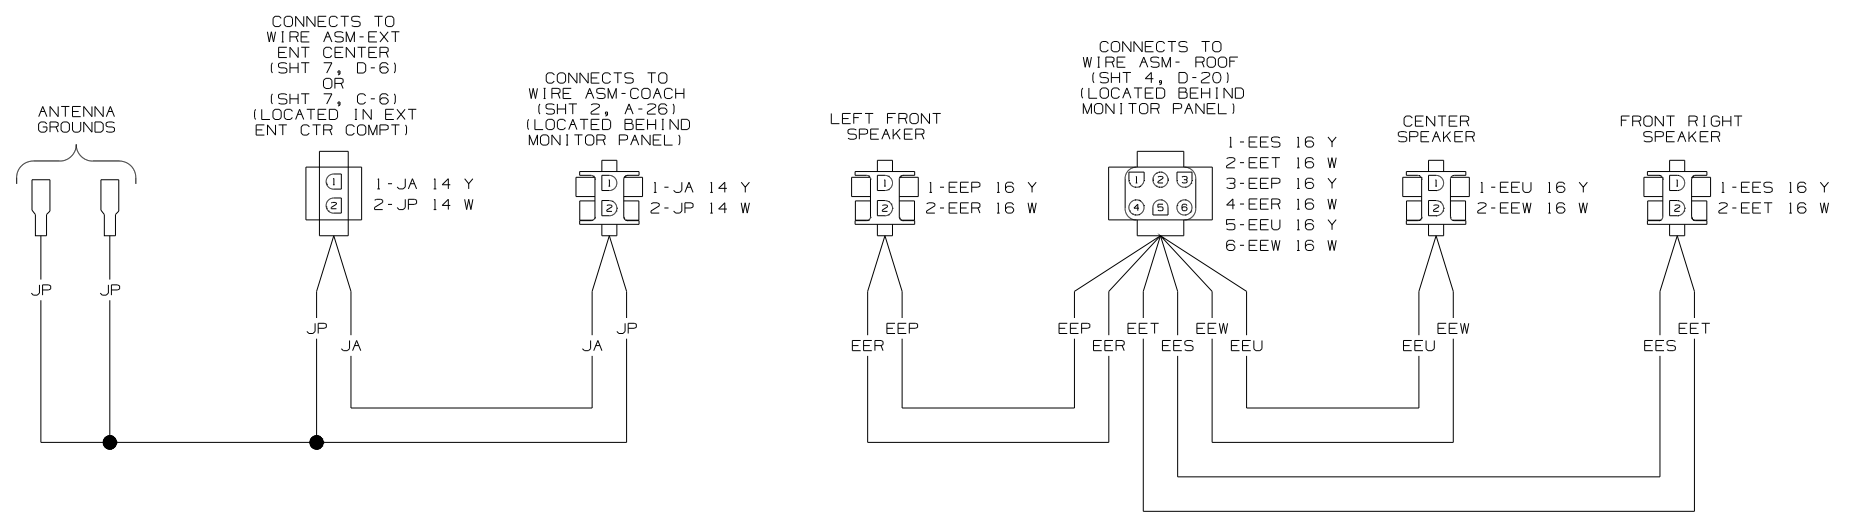 ANTENNA
GROUNDS
JP
JP
CONNECTS TO
WIRE ASM-EXT
ENT CENTER
(SHT 7, D-6)
OR
(SHT 7, C-6)
(LOCATED IN EXT
ENT CTR COMPT)
1
2
1-JA 14 Y
2-JP 14 W
JP
JA
CONNECTS TO
WIRE ASM-COACH
(SHT 2, A-26)
(LOCATED BEHIND
MONITOR PANEL)
1
2
1-JA 14 Y
2-JP 14 W
JP
JA
LEFT FRONT
SPEAKER
1
2
1-EEP 16 Y
2-EER 16 W
EEP
EER
CONNECTS TO
WIRE ASM- ROOF
(SHT 4, D-20)
(LOCATED BEHIND
MONITOR PANEL)
1 2 3
4 5 6
1-EES 16 Y
2-EET 16 W
3-EEP 16 Y
4-EER 16 W
5-EEU 16 Y
6-EEW 16 W
EEP EET EEW
EER EES EEU
CENTER
SPEAKER
1
2
1-EEU 16 Y
2-EEW 16 W
EEW
EEU
FRONT RIGHT
SPEAKER
1
2
1-EES 16 Y
2-EET 16 W
EET
EES